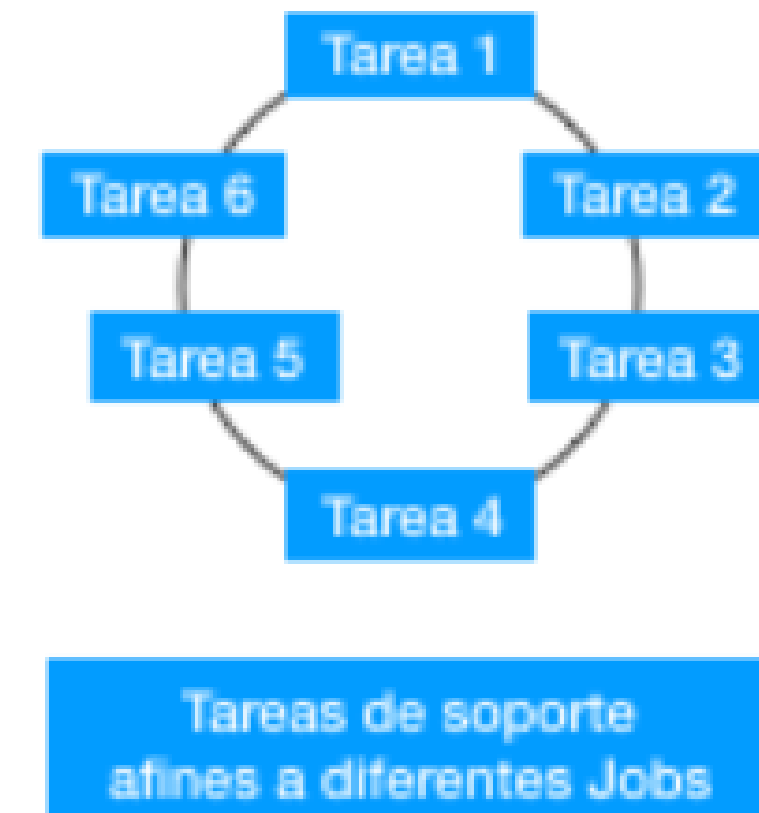 Tarea 1
Tarea 6
Tarea 2
Tarea 5
Tarea 3
Tarea 4
Tareas de soporte
afines a diferentes Jobs